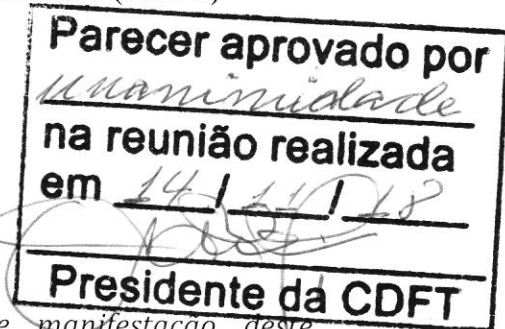 Parecer aprovado por
unanimidade
na reunião realizada
em 14 / 11 / 18
Presidente da CDFT
manifestação deste